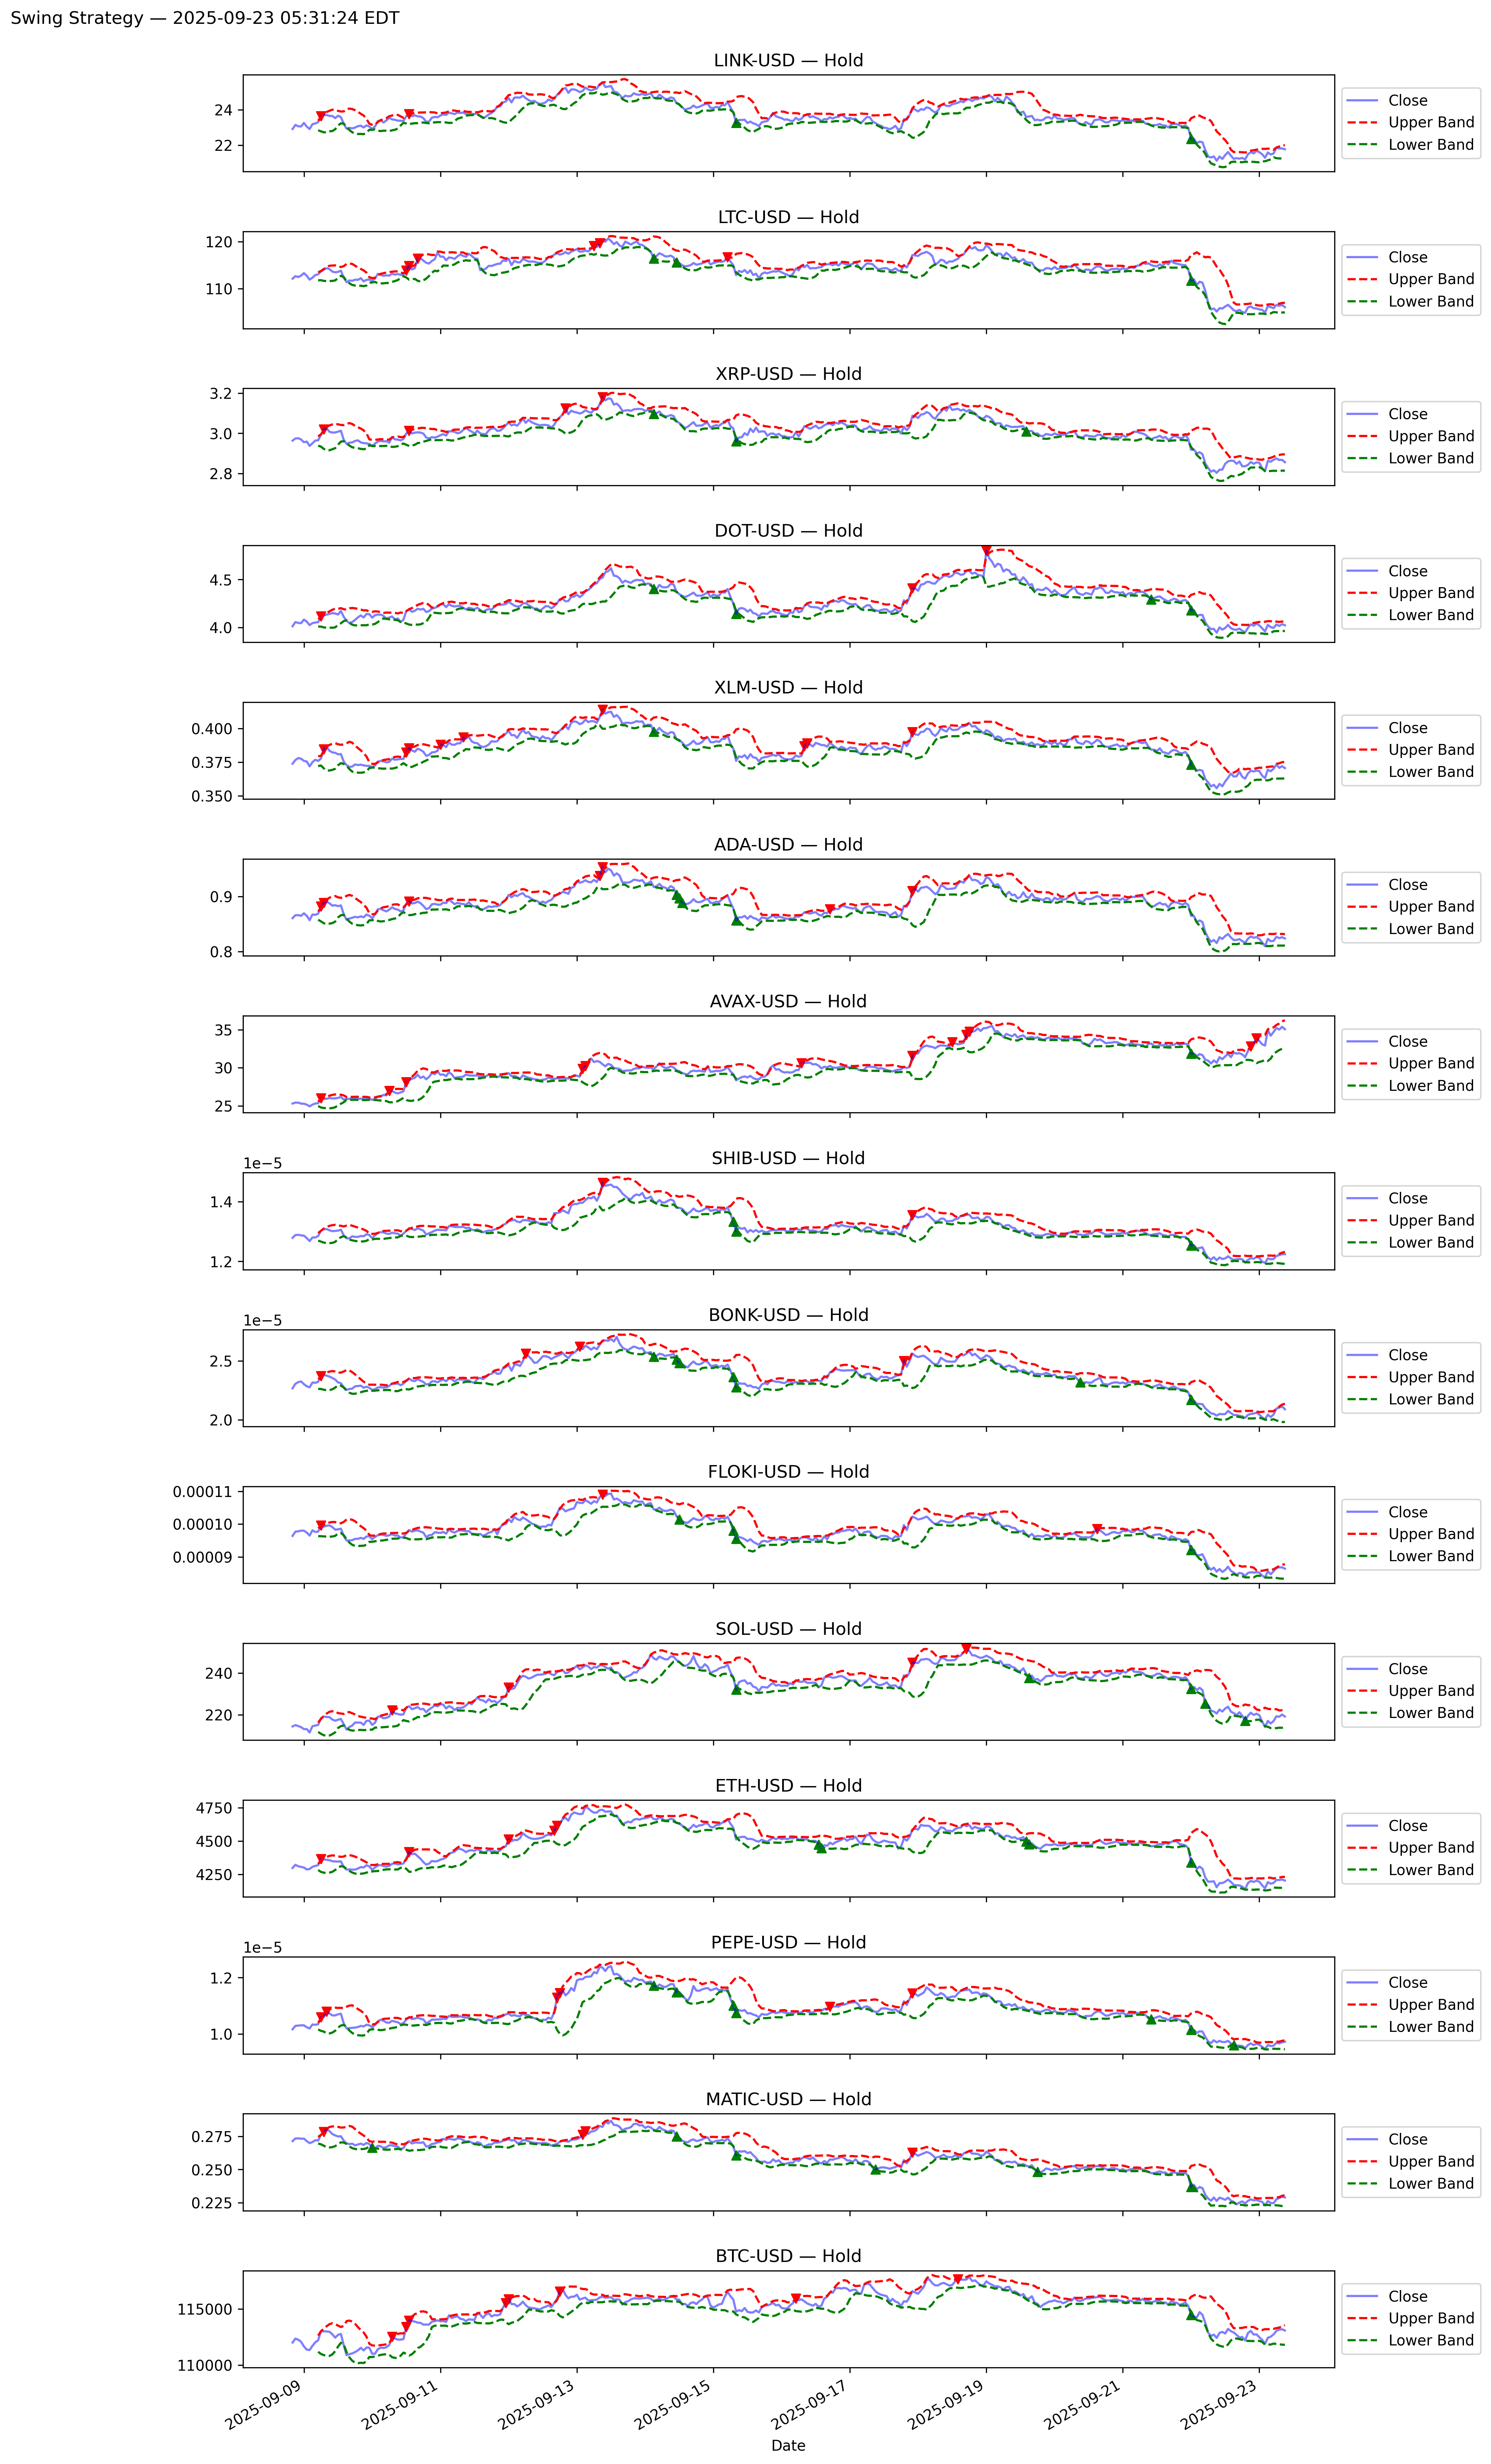 Swing Strategy — 2025-09-23 05:31:24 EDT
LINK-USD — Hold
24
22
Close
Upper Band
Lower Band
LTC-USD — Hold
120
110
Close
Upper Band
Lower Band
XRP-USD — Hold
3.2
3.0
2.8
Close
Upper Band
Lower Band
DOT-USD — Hold
4.5
4.0
Close
Upper Band
Lower Band
XLM-USD — Hold
0.400
0.375
0.350
Close
Upper Band
Lower Band
ADA-USD — Hold
0.9
0.8
Close
Upper Band
Lower Band
AVAX-USD — Hold
35
30
25
Close
Upper Band
Lower Band
SHIB-USD — Hold
1e−5
1.4
1.2
Close
Upper Band
Lower Band
BONK-USD — Hold
1e−5
2.5
2.0
Close
Upper Band
Lower Band
FLOKI-USD — Hold
0.00011
0.00010
0.00009
Close
Upper Band
Lower Band
SOL-USD — Hold
240
220
Close
Upper Band
Lower Band
ETH-USD — Hold
4750
4500
4250
Close
Upper Band
Lower Band
PEPE-USD — Hold
1e−5
1.2
1.0
Close
Upper Band
Lower Band
MATIC-USD — Hold
0.275
0.250
0.225
Close
Upper Band
Lower Band
BTC-USD — Hold
115000
110000
Close
Upper Band
Lower Band
2025-09-09
2025-09-11
2025-09-13
2025-09-15
2025-09-17
2025-09-19
2025-09-21
2025-09-23
Date